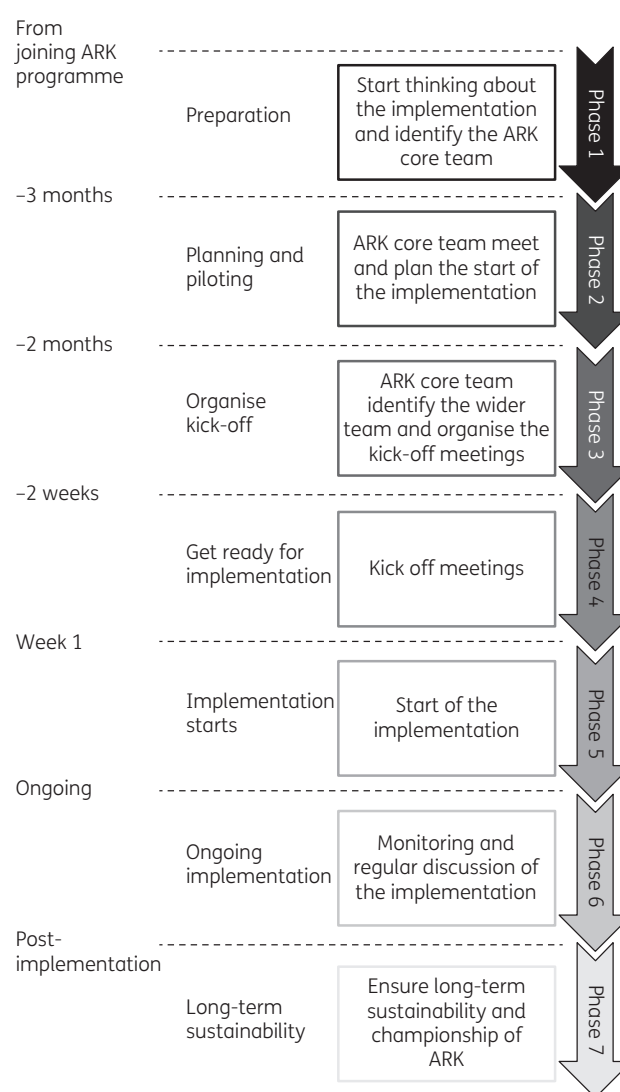 From
joining ARK
programme
Preparation
Start thinking about
the implementation
and identify the ARK
core team
Phase 1
–3 months
Planning and
piloting
ARK core team meet
and plan the start of
the implementation
Phase 2
–2 months
Organise
kick-off
ARK core team
identify the wider
team and organise the
kick-off meetings
Phase 3
–2 weeks
Get ready for
implementation
Kick off meetings
Phase 4
Week 1
Implementation
starts
Start of the
implementation
Phase 5
Ongoing
Ongoing
implementation
Monitoring and
regular discussion of
the implementation
Phase 6
Post-
implementation
Long-term
sustainability
Ensure long-term
sustainability and
championship of
ARK
Phase 7